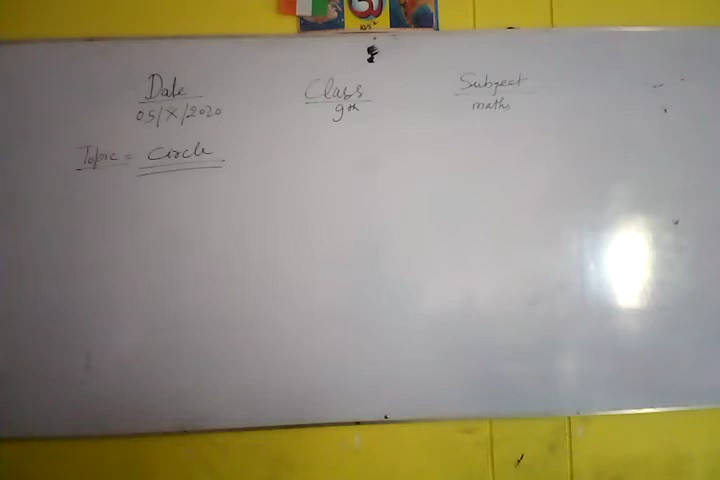 Date Class Subject
05/X/2020 9th maths
Topic = Circle